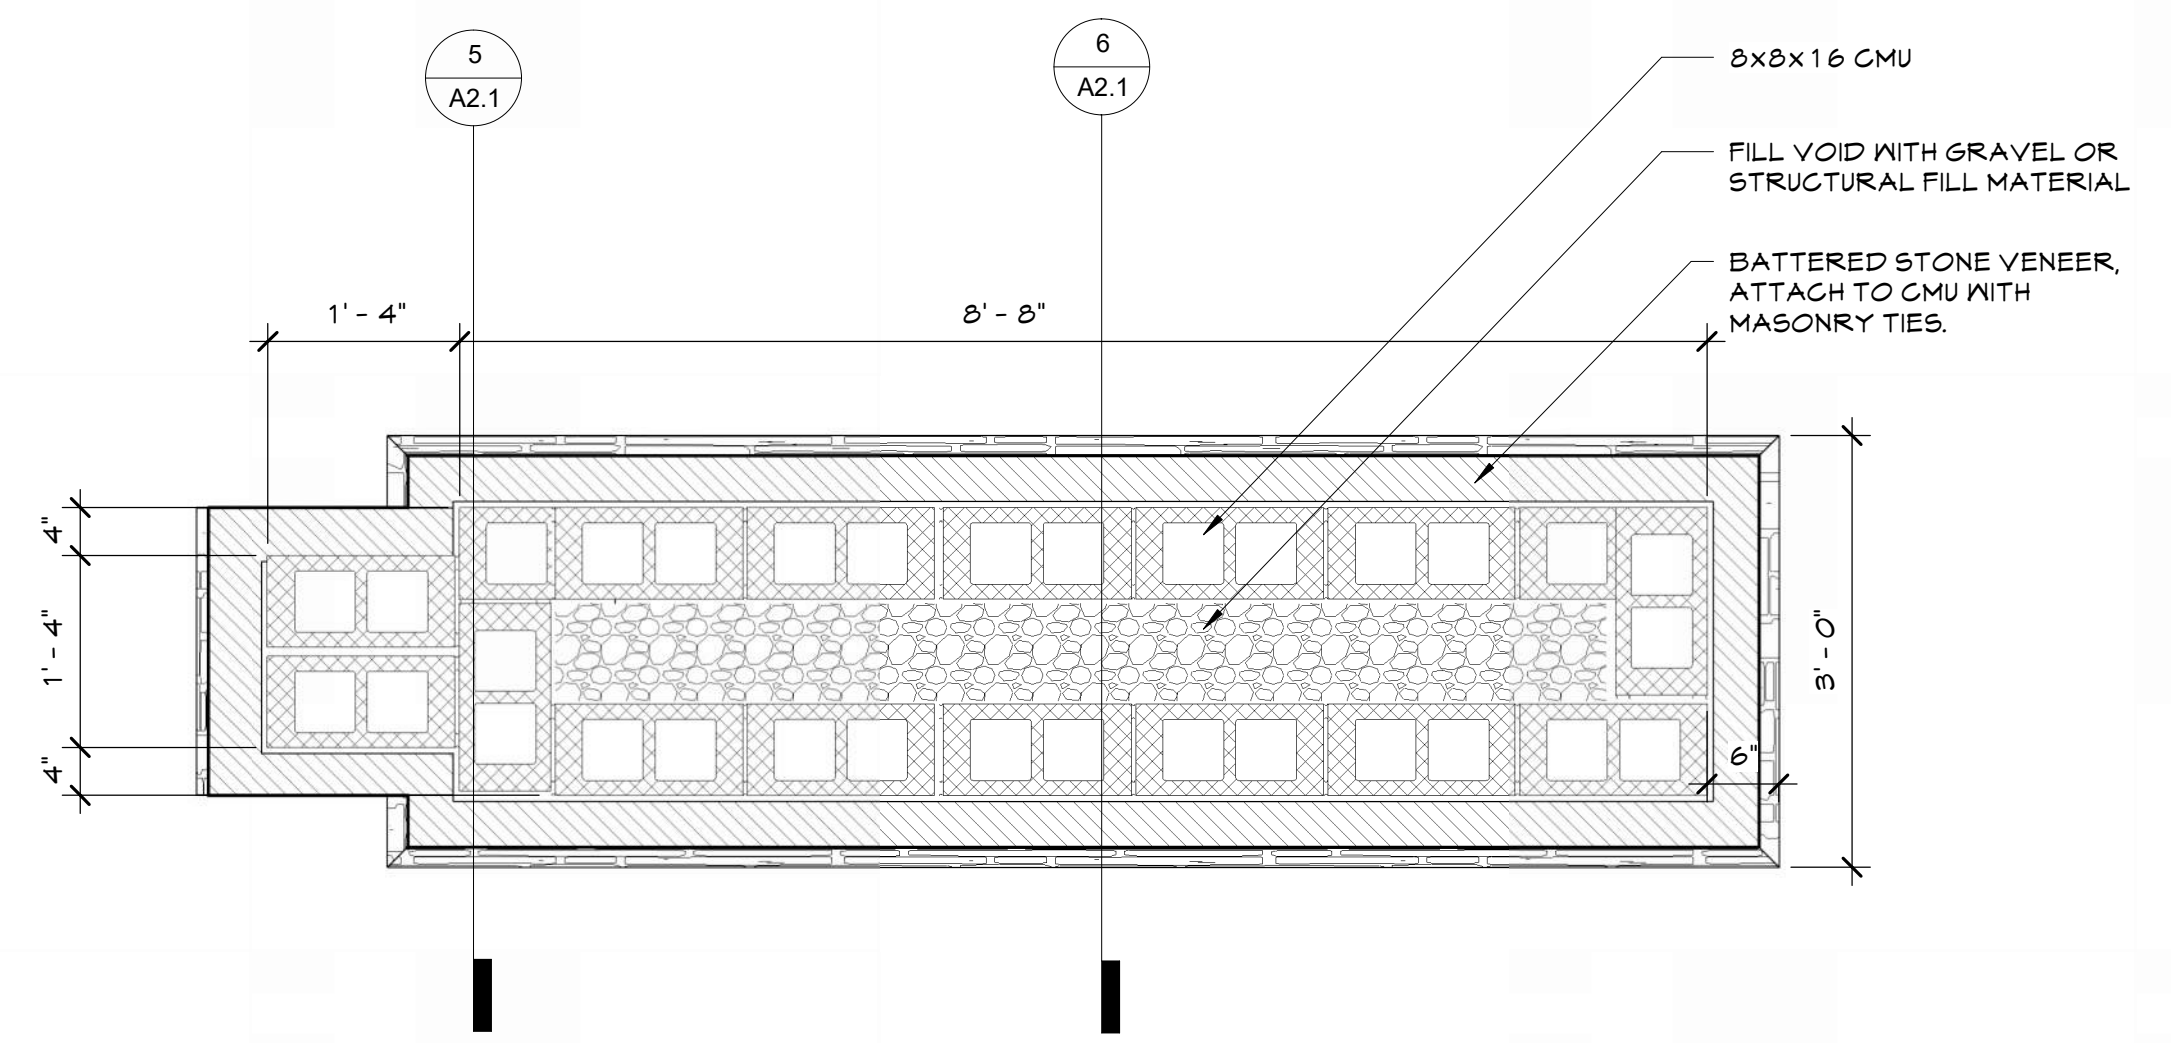 5
A2.1
6
A2.1
8x8x16 CMU
FILL VOID WITH GRAVEL OR
STRUCTURAL FILL MATERIAL
BATTERED STONE VENEER,
ATTACH TO CMU WITH
MASONRY TIES.
1' - 4"
8' - 8"
4"
1' - 4"
4"
3' - 0"
6"